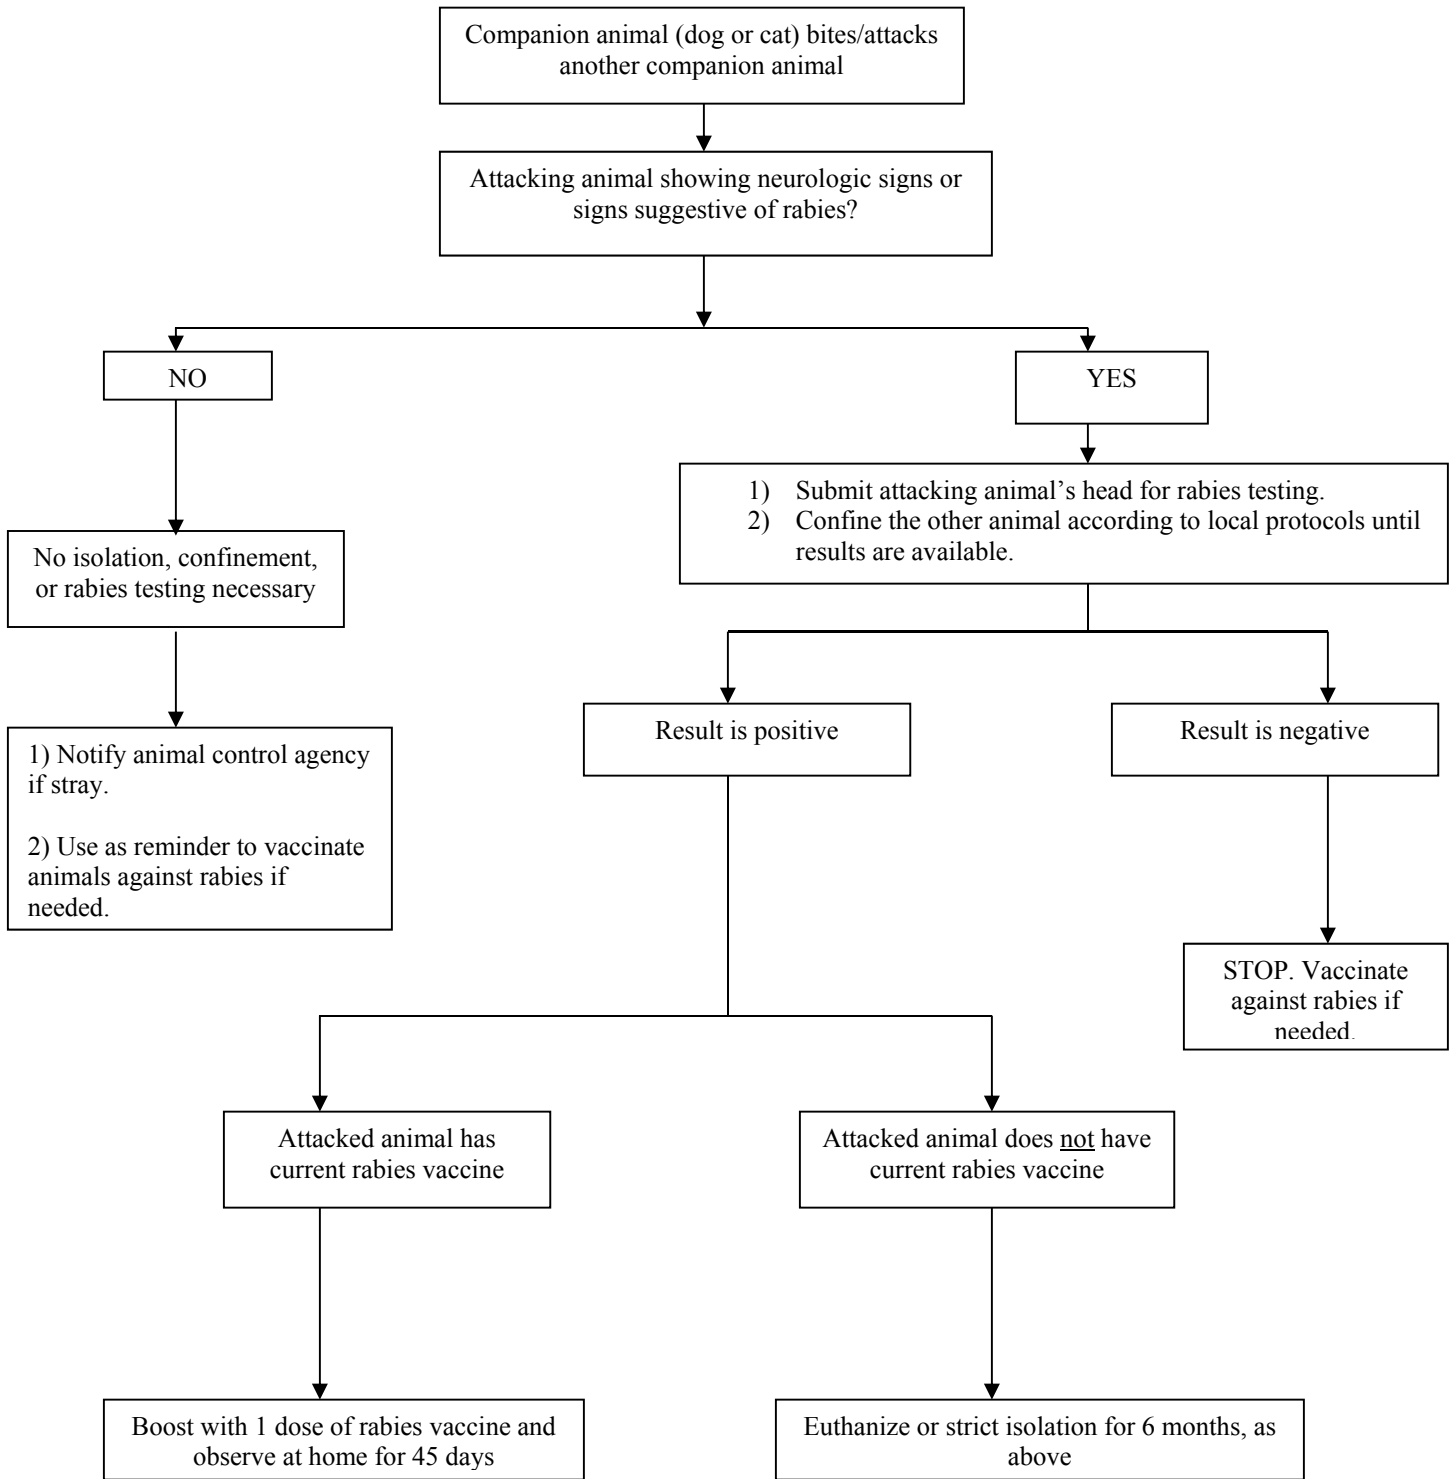 Companion animal (dog or cat) bites/attacks
another companion animal
Attacking animal showing neurologic signs or
signs suggestive of rabies?
NO
YES
1) Submit attacking animal’s head for rabies testing.
2) Confine the other animal according to local protocols until
results are available.
No isolation, confinement,
or rabies testing necessary
Result is positive
Result is negative
1) Notify animal control agency
if stray.
2) Use as reminder to vaccinate
animals against rabies if
needed.
STOP. Vaccinate
against rabies if
needed.
Attacked animal has
current rabies vaccine
Attacked animal does not have
current rabies vaccine
Boost with 1 dose of rabies vaccine and
observe at home for 45 days
Euthanize or strict isolation for 6 months, as
above